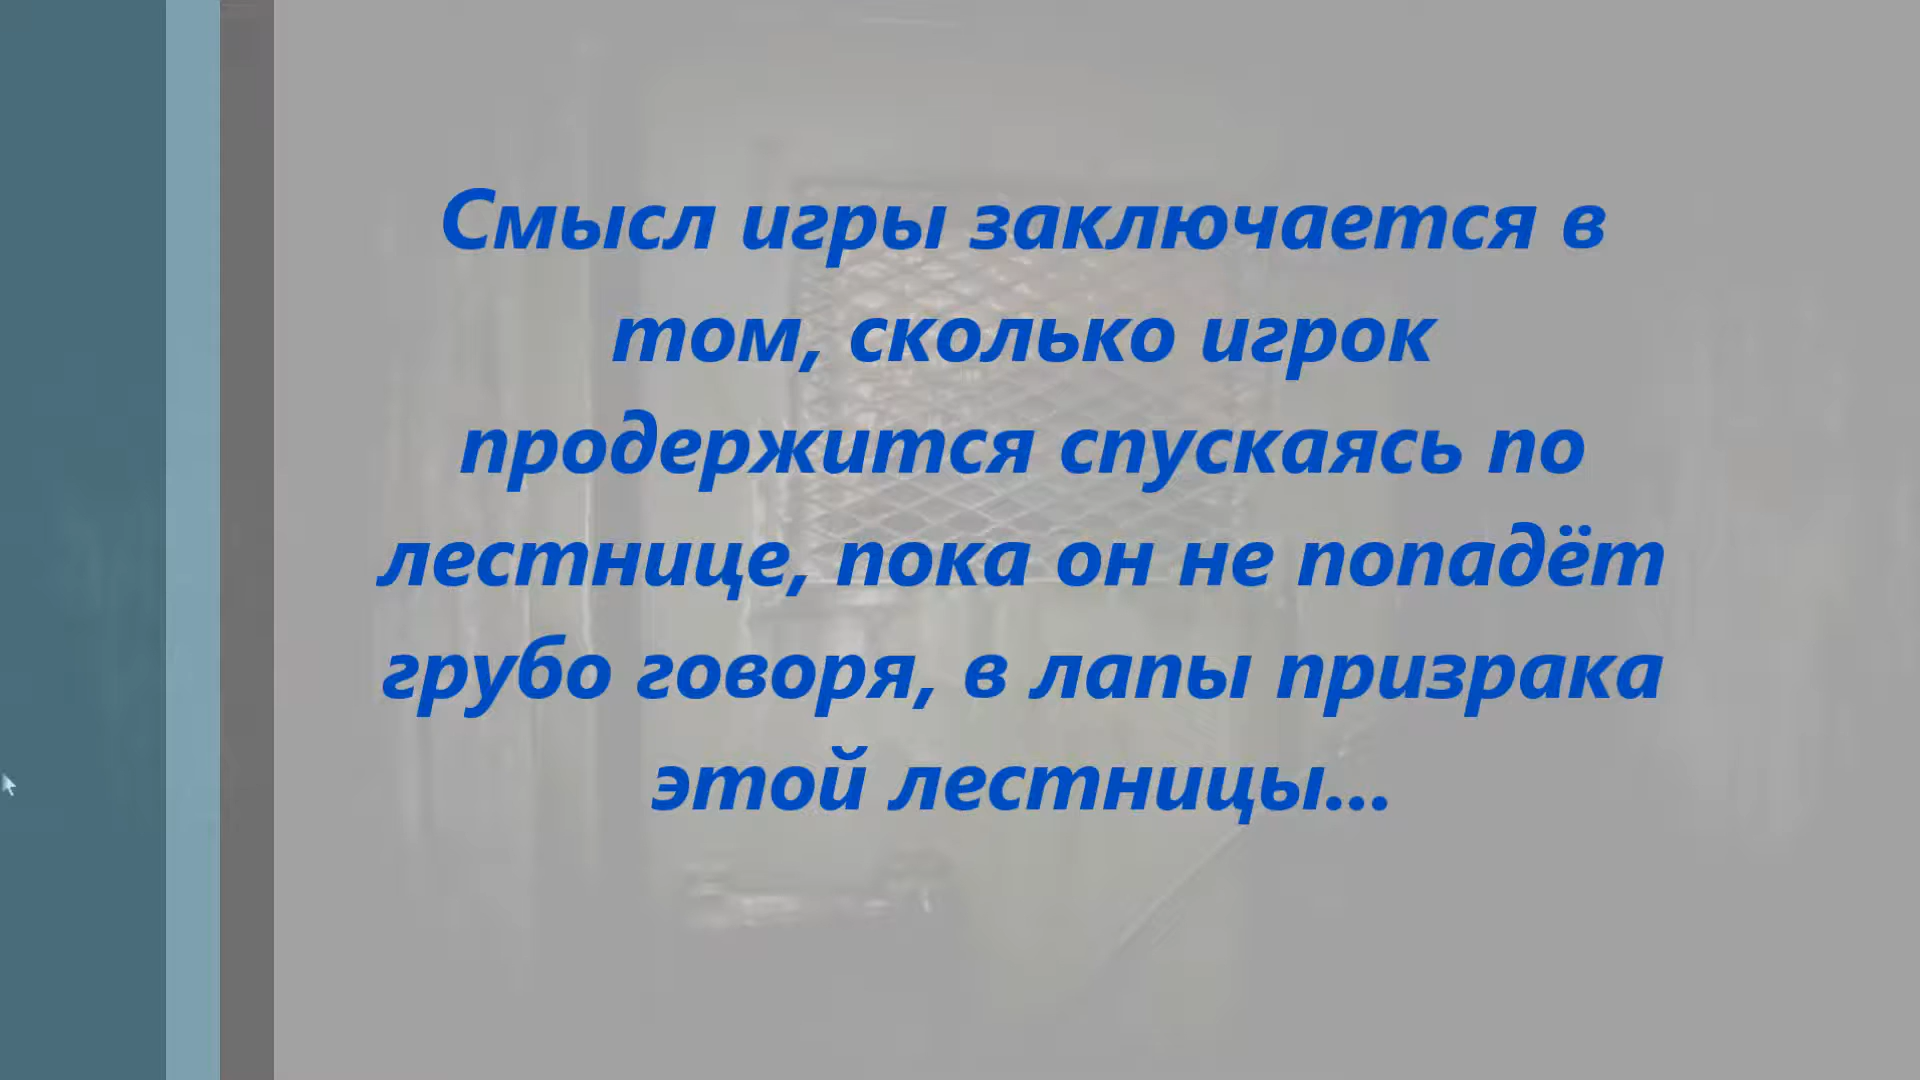 Смысл игры заключается в
том, сколько игрок
продержится спускаясь по
лестнице, пока он не попадёт
грубо говоря, в лапы призрака
этой лестницы...